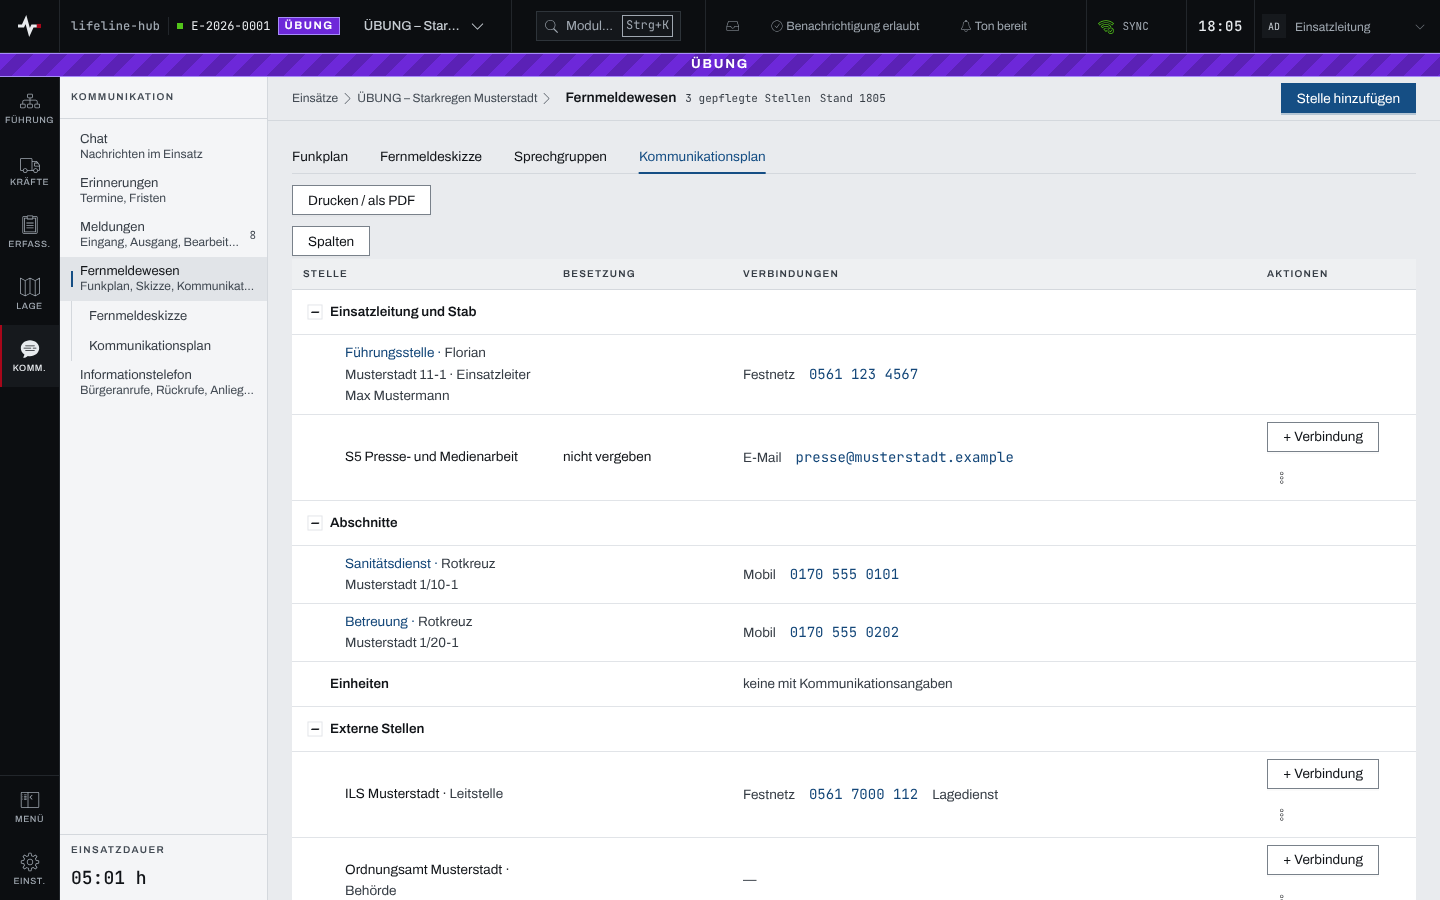 lifeline-hub
E-2026-0001 ÜBUNG
ÜBUNG – Star...
Modul... Strg+K
Benachrichtigung erlaubt
Ton bereit
SYNC
18:05
AD Einsatzleitung
ÜBUNG
FÜHRUNG
KRÄFTE
ERFASS.
LAGE
KOMM.
MENÜ
EINST.
KOMMUNIKATION
Chat
Nachrichten im Einsatz
Erinnerungen
Termine, Fristen
Meldungen
Eingang, Ausgang, Bearbeit... 8
Fernmeldewesen
Funkplan, Skizze, Kommunikat...
Fernmeldeskizze
Kommunikationsplan
Informationstelefon
Bürgeranrufe, Rückrufe, Anlieg...
EINSATZDAUER
05:01 h
Einsätze ÜBUNG – Starkregen Musterstadt Fernmeldewesen 3 gepflegte Stellen Stand 1805
Stelle hinzufügen
Funkplan Fernmeldeskizze Sprechgruppen Kommunikationsplan
Drucken / als PDF
Spalten
STELLE BESETZUNG VERBINDUNGEN AKTIONEN
Einsatzleitung und Stab
Führungsstelle · Florian
Musterstadt 11-1 · Einsatzleiter
Max Mustermann
Festnetz 0561 123 4567
S5 Presse- und Medienarbeit nicht vergeben E-Mail presse@musterstadt.example
+ Verbindung
Abschnitte
Sanitätsdienst · Rotkreuz
Musterstadt 1/10-1
Mobil 0170 555 0101
Betreuung · Rotkreuz
Musterstadt 1/20-1
Mobil 0170 555 0202
Einheiten keine mit Kommunikationsangaben
Externe Stellen
ILS Musterstadt · Leitstelle Festnetz 0561 7000 112 Lagedienst
+ Verbindung
Ordnungsamt Musterstadt ·
Behörde
—
+ Verbindung